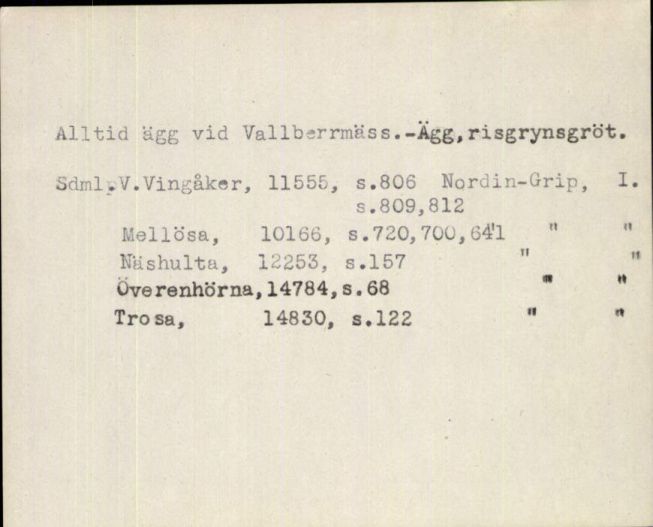 Alltid ägg vid Vallberrmäss.-Ägg,risgrynsgröt.
Sdml,V.Vingåker, 11555, s.806 Nordin-Grip, I.
s.809,812
Mellösa, 10166, s.720,700,641 " "
Näshulta, 12253, s.157 " "
Överenhörna,14784,s.68 " "
Trosa, 14830, s.122 " "